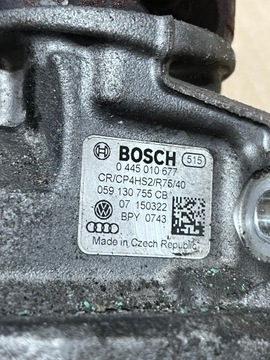 BOSCH 515
0 445 010 677
CR/CP4HS2/R75/40
059 130 755 CB
07 150322
BPY 0743
Made in Czech Republic